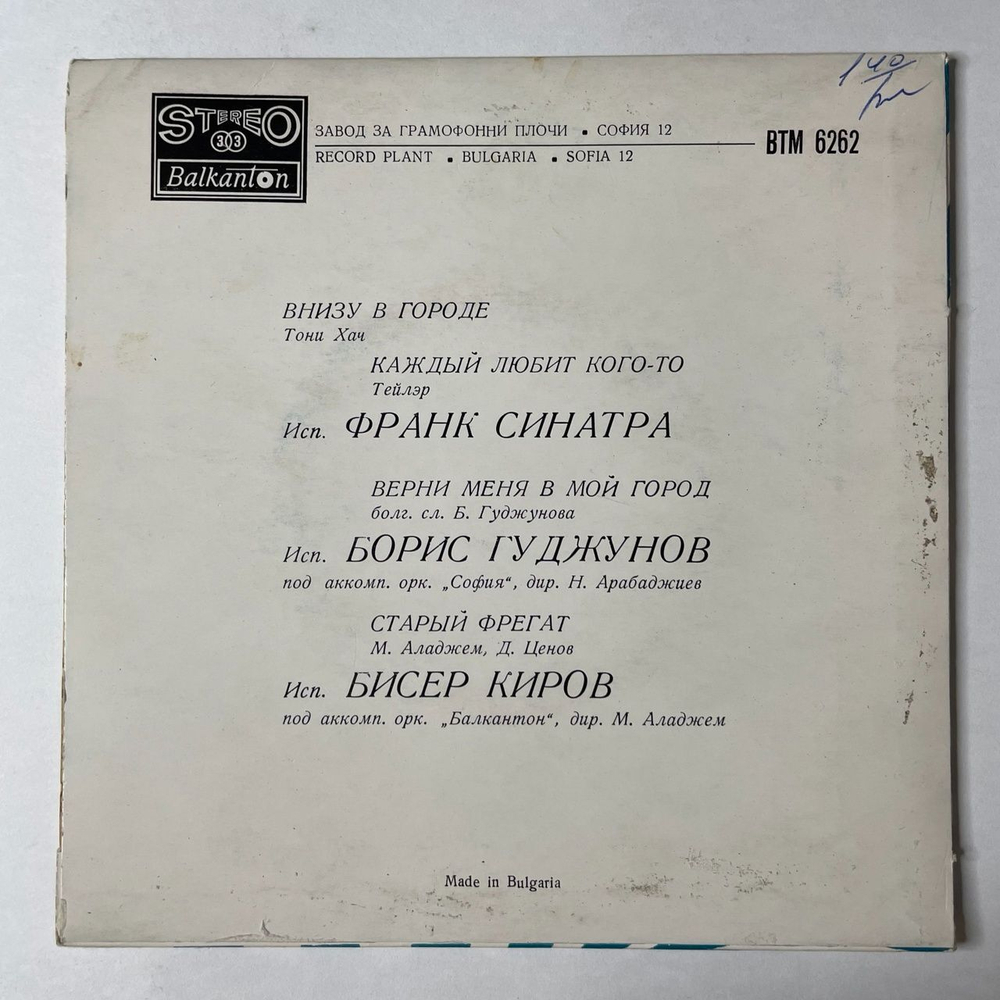 STEREO
33
Balkanton
ЗАВОД ЗА ГРАМОФОННИ ПЛОЧИ ▪ СОФИЯ 12
RECORD PLANT ▪ BULGARIA ▪ SOFIA 12
ВТМ 6262
ВНИЗУ В ГОРОДЕ
Тони Хач
КАЖДЫЙ ЛЮБИТ КОГО-ТО
Тейлэр
Исп. ФРАНК СИНАТРА
ВЕРНИ МЕНЯ В МОЙ ГОРОД
болг. сл. Б. Гуджунова
Исп. БОРИС ГУДЖУНОВ
под аккомп. орк. „София“, дир. Н. Арабаджиев
СТАРЫЙ ФРЕГАТ
М. Аладжем, Д. Ценов
Исп. БИСЕР КИРОВ
под аккомп. орк. „Балкантон“, дир. М. Аладжем
Made in Bulgaria